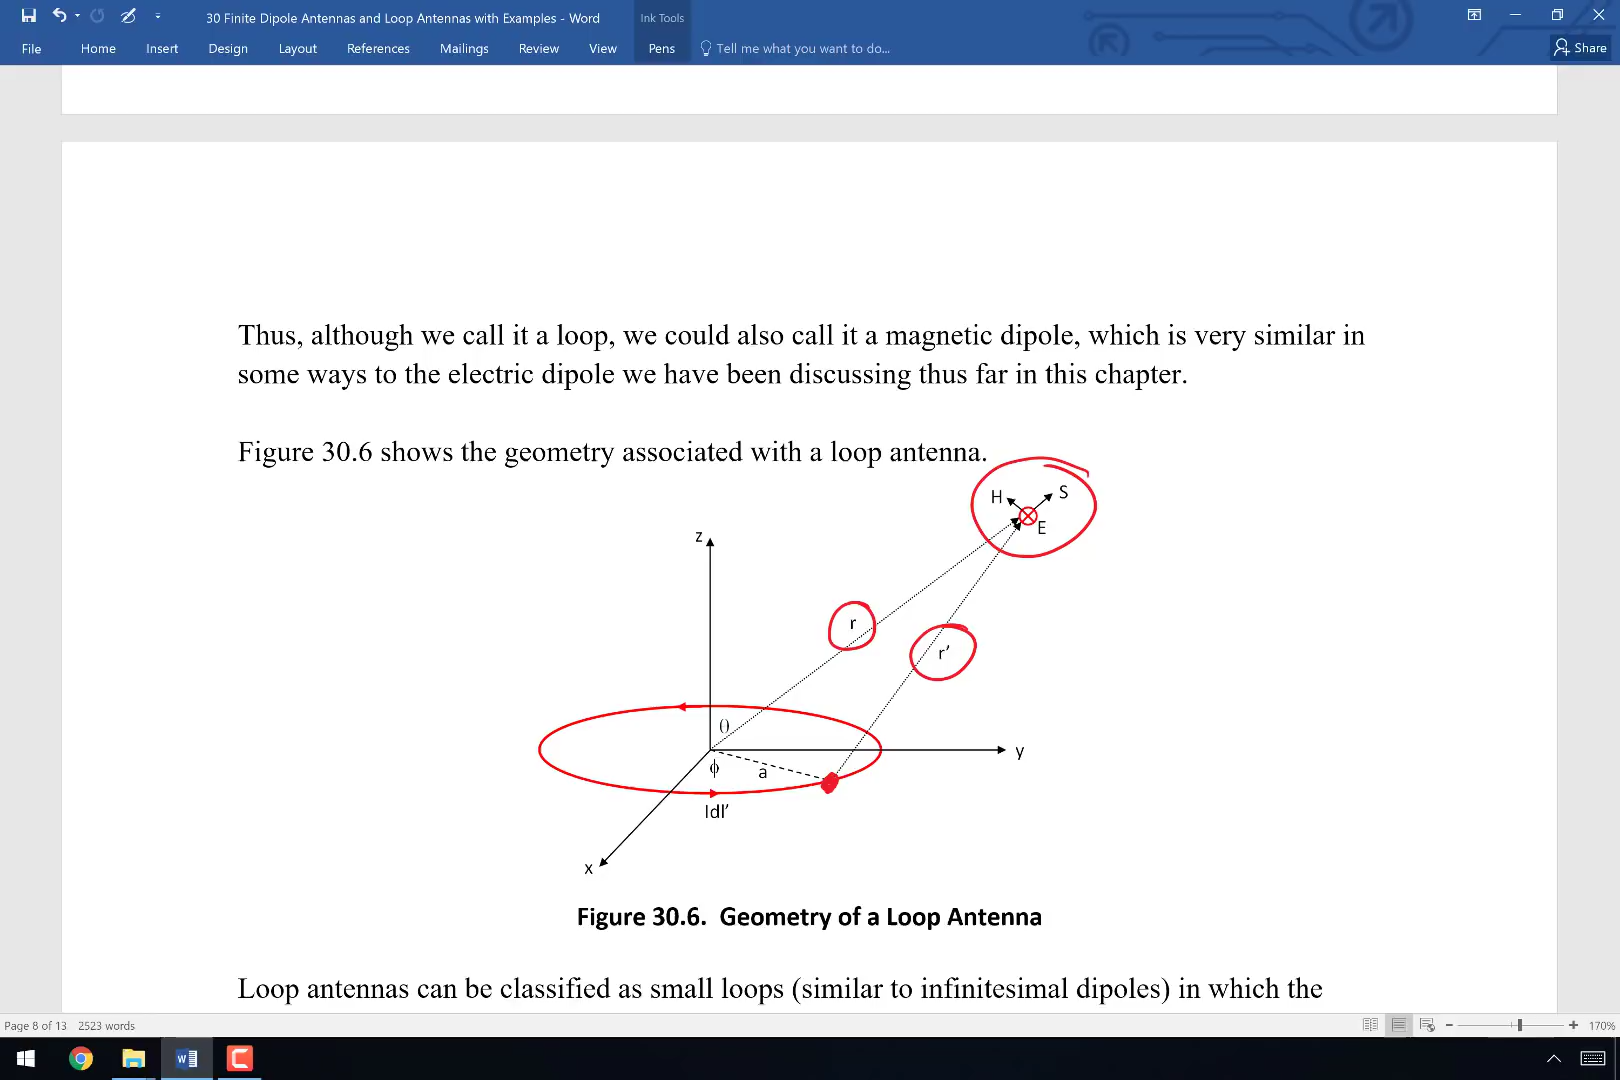 30 Finite Dipole Antennas and Loop Antennas with Examples - Word
Ink Tools
File Home Insert Design Layout References Mailings Review View Pens Tell me what you want to do... Share
Thus, although we call it a loop, we could also call it a magnetic dipole, which is very similar in
some ways to the electric dipole we have been discussing thus far in this chapter.
Figure 30.6 shows the geometry associated with a loop antenna.
H S
E
z
r
r’
θ
y
ϕ a
Idl’
x
Figure 30.6. Geometry of a Loop Antenna
Loop antennas can be classified as small loops (similar to infinitesimal dipoles) in which the
Page 8 of 13 2523 words
170%